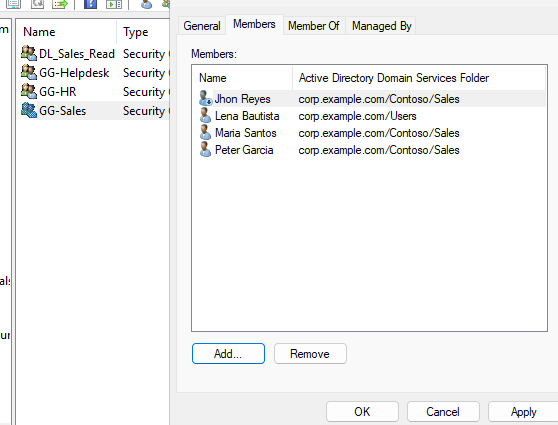 Name Type
DL_Sales_Read Security
GG-Helpdesk Security
GG-HR Security
GG-Sales Security
General Members Member Of Managed By
Members:
Name Active Directory Domain Services Folder
Jhon Reyes corp.example.com/Contoso/Sales
Lena Bautista corp.example.com/Users
Maria Santos corp.example.com/Contoso/Sales
Peter Garcia corp.example.com/Contoso/Sales
Add... Remove
OK Cancel Apply